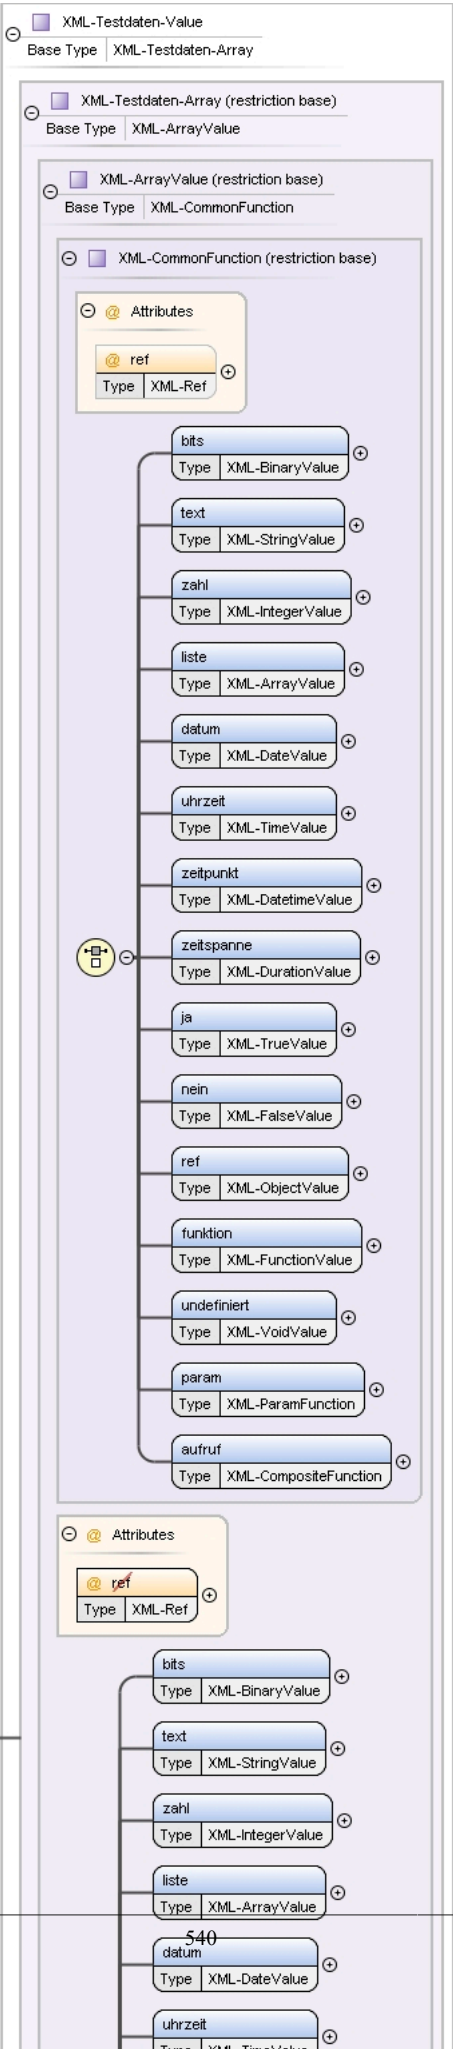 XML-Testdaten-Value
Base Type XML-Testdaten-Array
XML-Testdaten-Array (restriction base)
Base Type XML-ArrayValue
XML-ArrayValue (restriction base)
Base Type XML-CommonFunction
XML-CommonFunction (restriction base)
@ Attributes
@ ref
Type XML-Ref
bits
Type XML-BinaryValue
text
Type XML-StringValue
zahl
Type XML-IntegerValue
liste
Type XML-ArrayValue
datum
Type XML-DateValue
uhrzeit
Type XML-TimeValue
zeitpunkt
Type XML-DatetimeValue
zeitspanne
Type XML-DurationValue
ja
Type XML-TrueValue
nein
Type XML-FalseValue
ref
Type XML-ObjectValue
funktion
Type XML-FunctionValue
undefiniert
Type XML-VoidValue
param
Type XML-ParamFunction
aufruf
Type XML-CompositeFunction
@ Attributes
@ ref
Type XML-Ref
bits
Type XML-BinaryValue
text
Type XML-StringValue
zahl
Type XML-IntegerValue
liste
Type XML-ArrayValue
540
datum
Type XML-DateValue
uhrzeit
Type XML-TimeValue